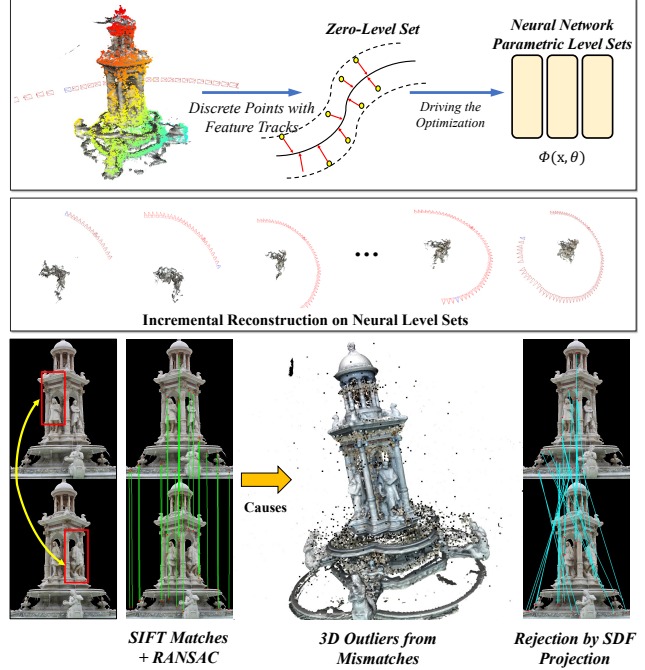 Zero-Level Set
Neural Network
Parametric Level Sets
Discrete Points with
Feature Tracks
Driving the
Optimization
Φ(x,θ)
•••
Incremental Reconstruction on Neural Level Sets
Causes
SIFT Matches
+ RANSAC
3D Outliers from
Mismatches
Rejection by SDF
Projection